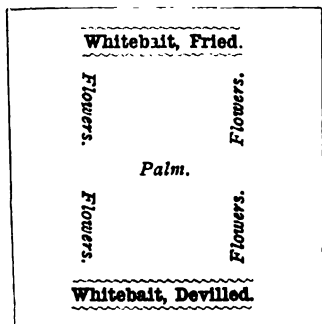 Whitebait, Fried.
Flowers.
Flowers.
Palm.
Flowers.
Flowers.
Whitebait, Devilled.